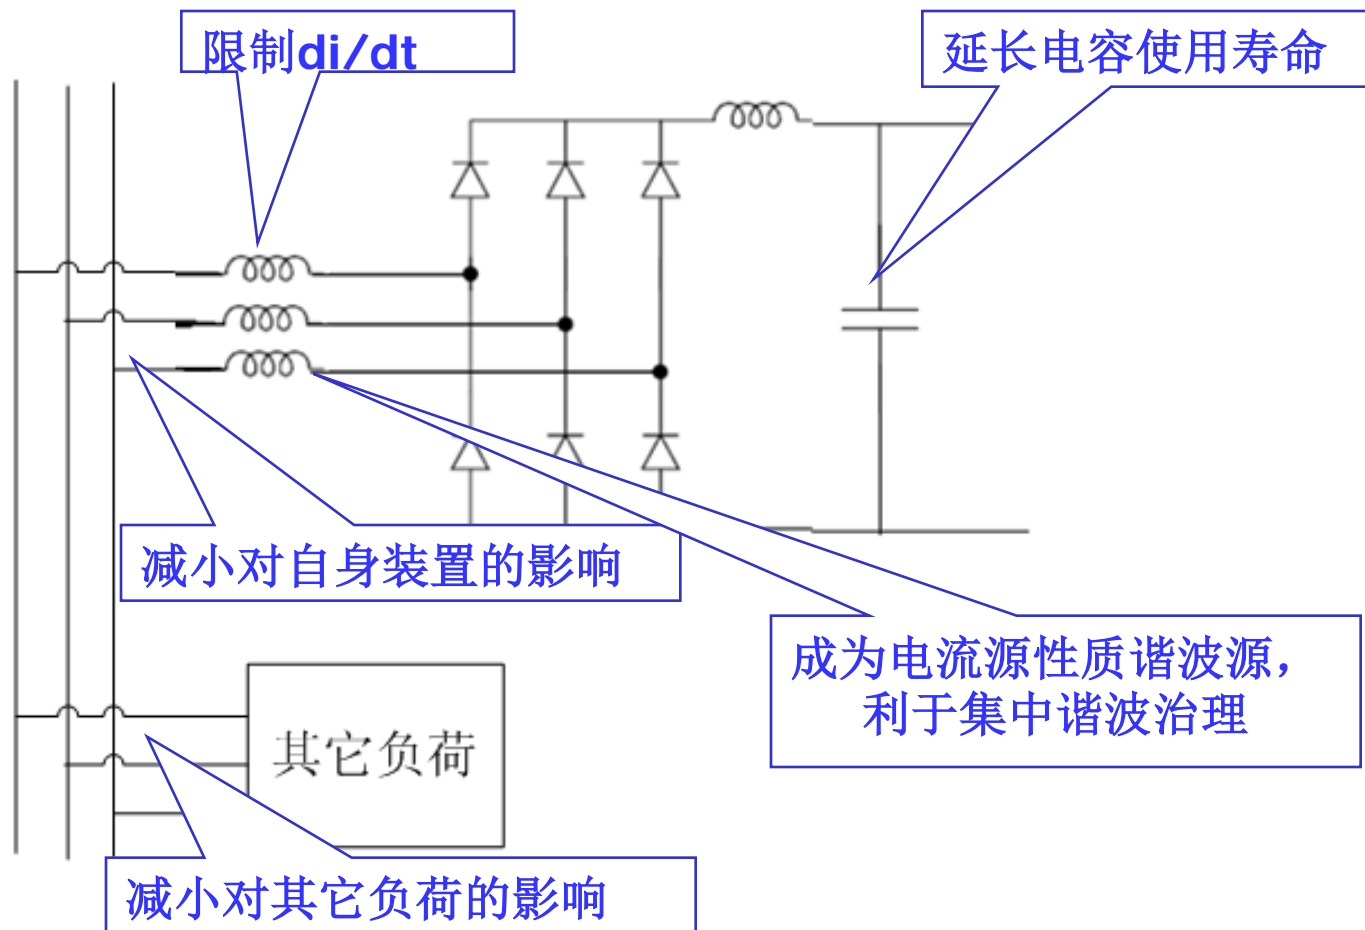 限制di/dt
延长电容使用寿命
减小对自身装置的影响
成为电流源性质谐波源，
利于集中谐波治理
其它负荷
减小对其它负荷的影响